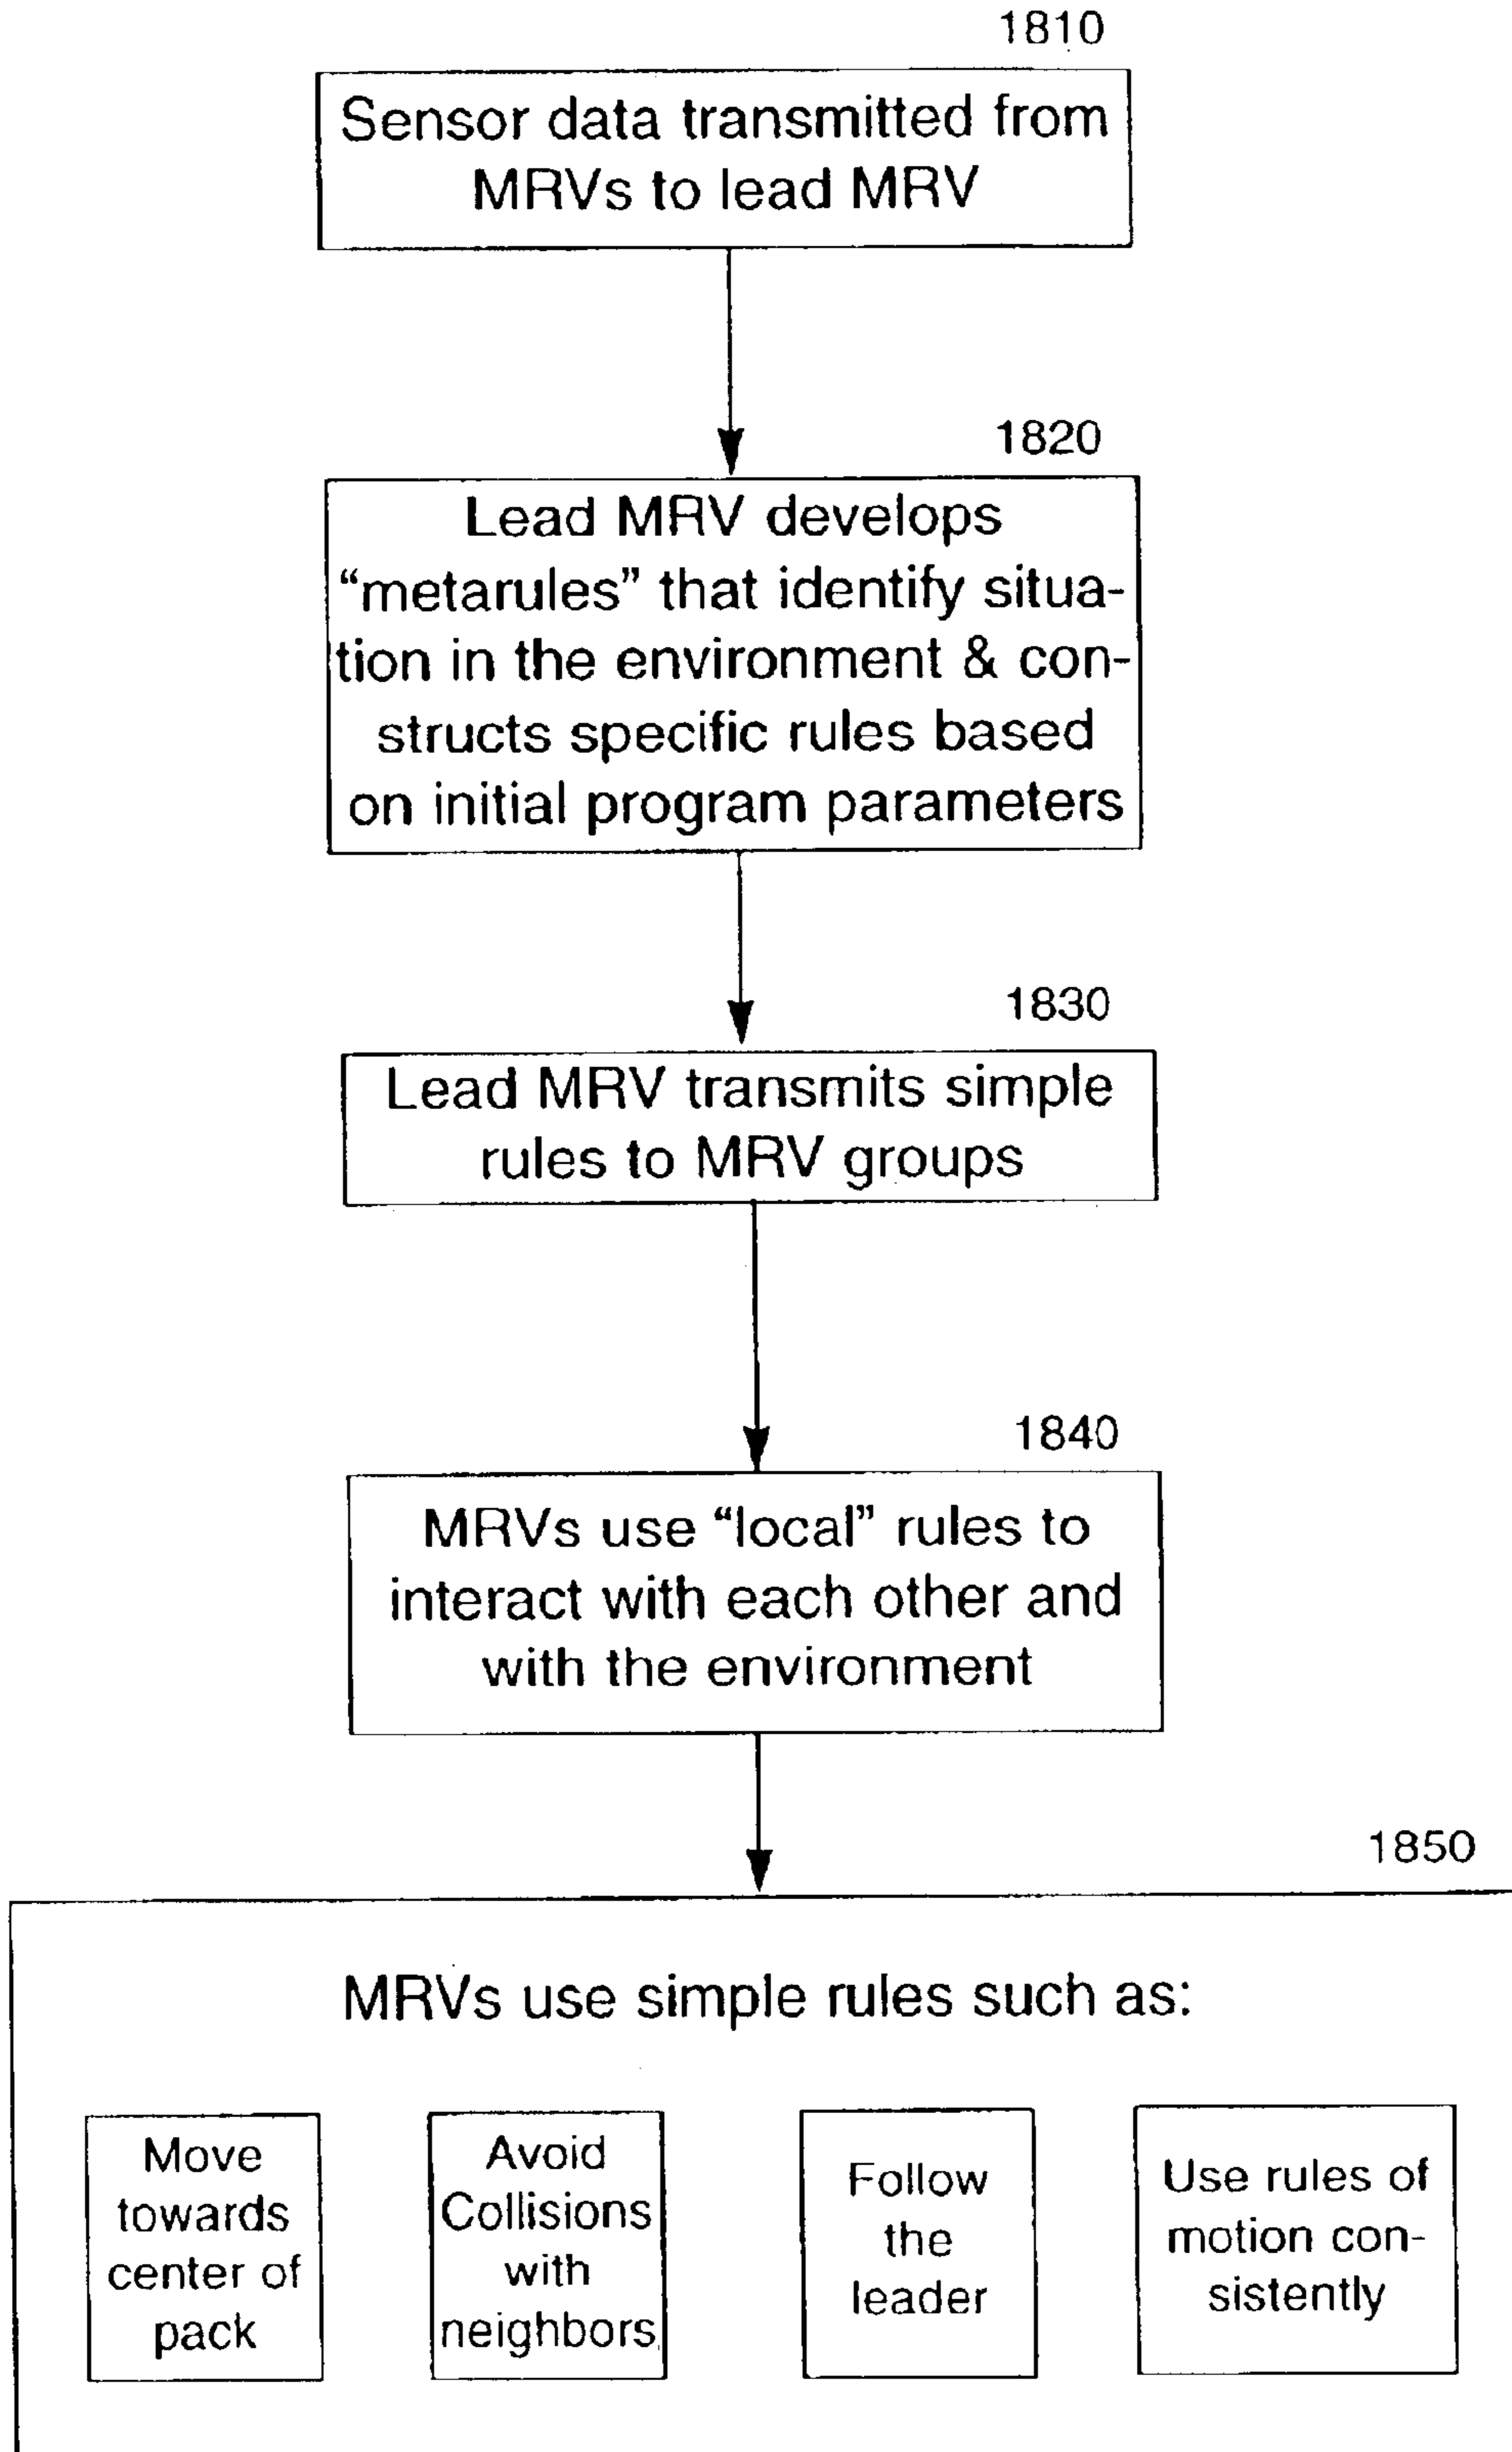 1810
Sensor data transmitted from
MRVs to lead MRV
1820
Lead MRV develops
“metarules” that identify situa-
tion in the environment & con-
structs specific rules based
on initial program parameters
1830
Lead MRV transmits simple
rules to MRV groups
1840
MRVs use “local” rules to
interact with each other and
with the environment
1850
MRVs use simple rules such as:
Move
towards
center of
pack
Avoid
Collisions
with
neighbors
Follow
the
leader
Use rules of
motion con-
sistently